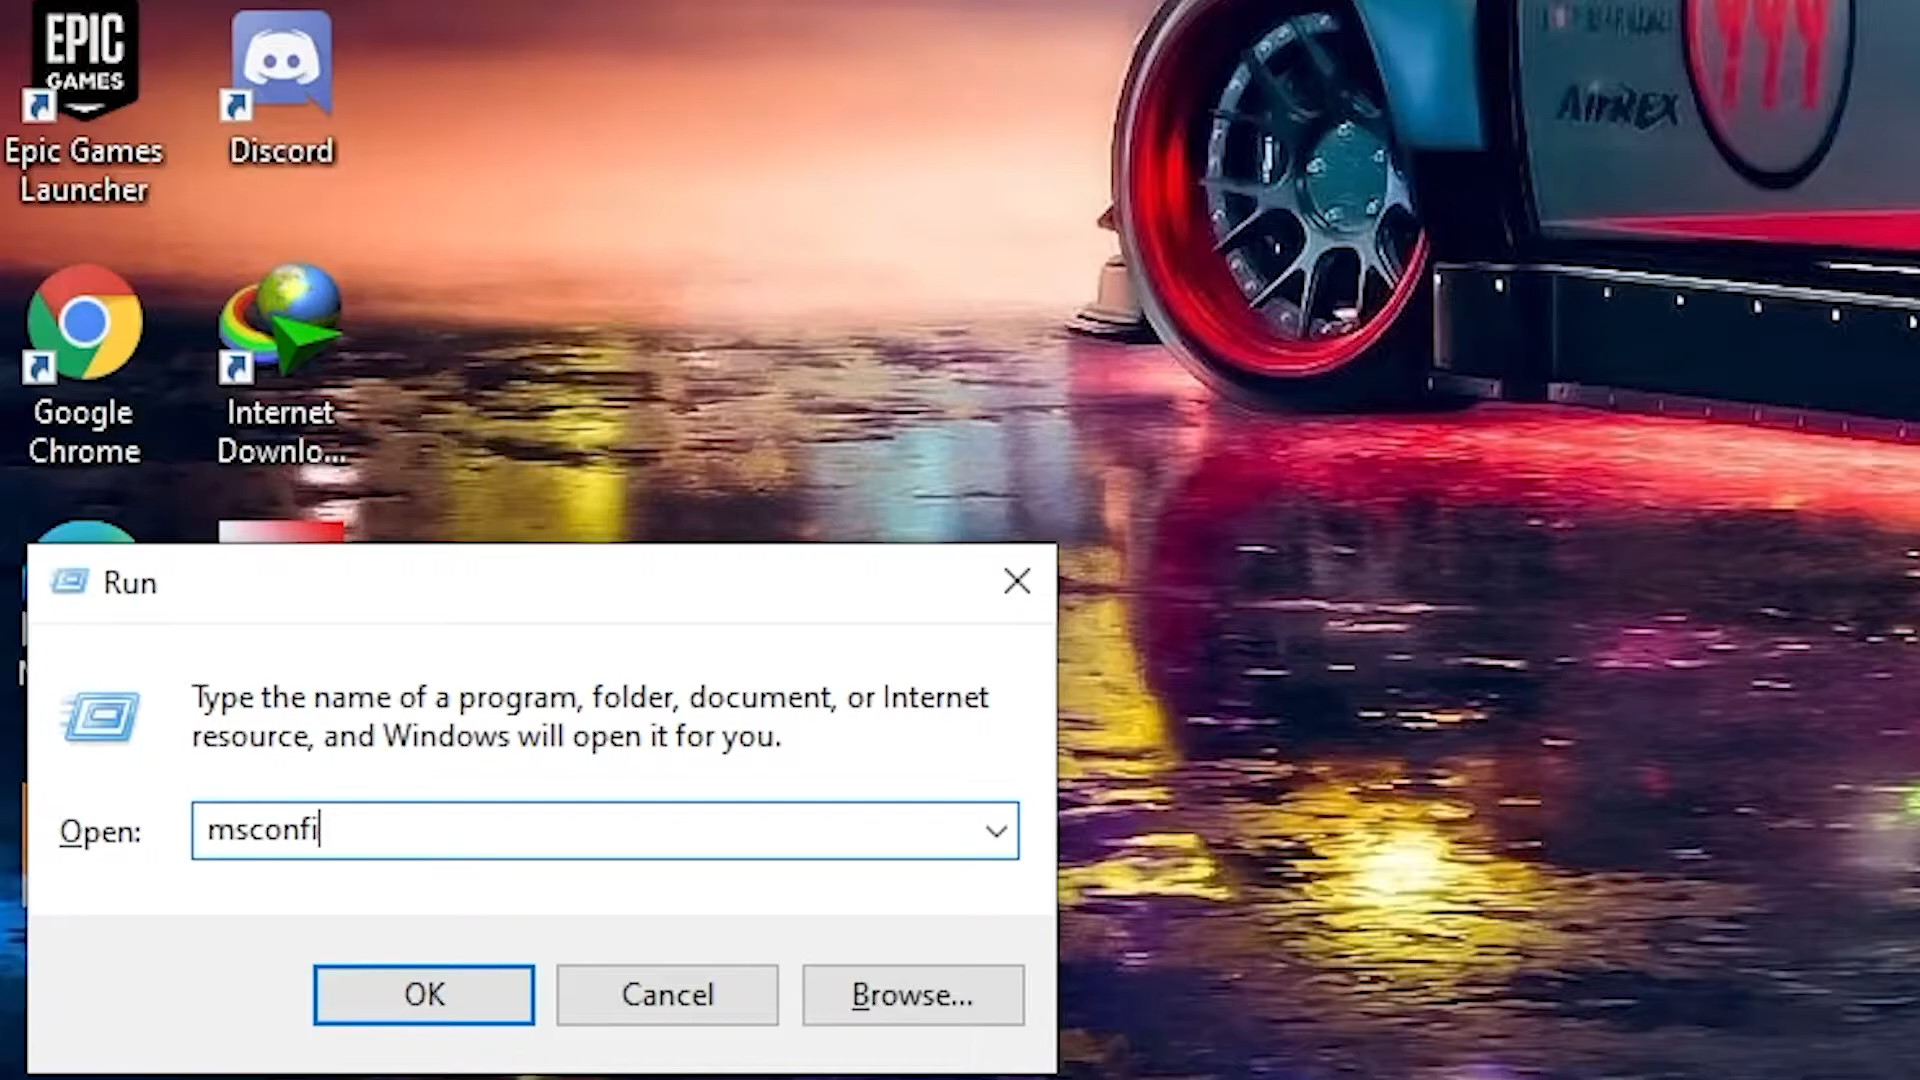 EPIC
GAMES
Epic Games
Launcher
Discord
AirREX
Google
Chrome
Internet
Downlo...
Run
Type the name of a program, folder, document, or Internet
resource, and Windows will open it for you.
Open:
msconfi
OK
Cancel
Browse...